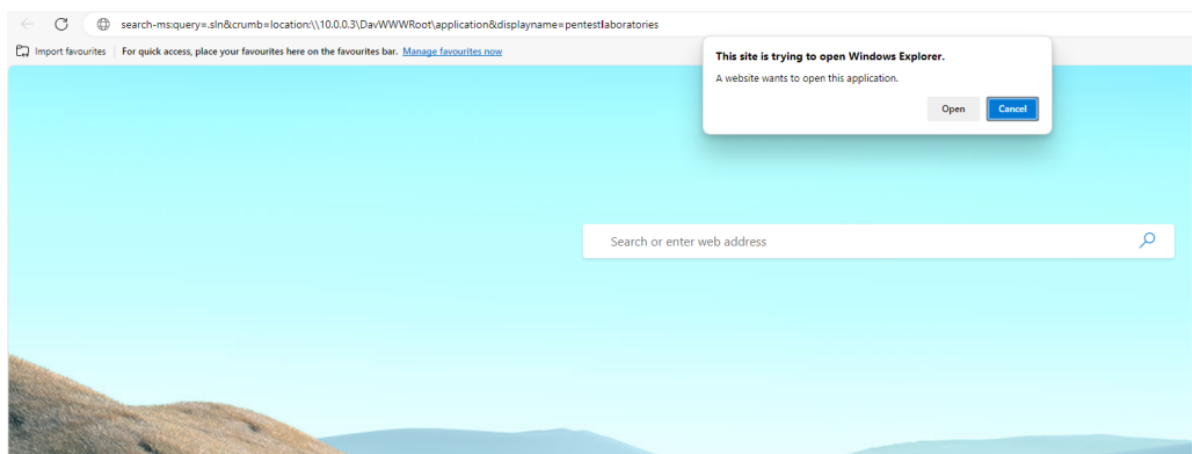 search-ms:query=.sln&crumb=location:\\10.0.0.3\DavWWWRoot\application&displayname=pentestlaboratories
Import favourites For quick access, place your favourites here on the favourites bar. Manage favourites now
This site is trying to open Windows Explorer.
A website wants to open this application.
Open Cancel
Search or enter web address